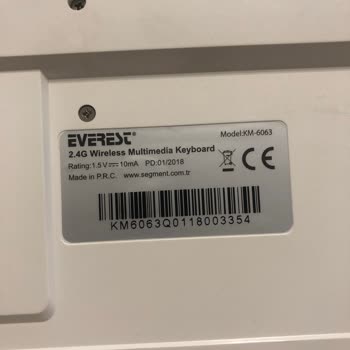 EVEREST
Model:KM-6063
2.4G Wireless Multimedia Keyboard
Rating:1.5V 10mA PD:01/2018
Made in P.R.C. www.segment.com.tr
CE
KM6063Q0118003354